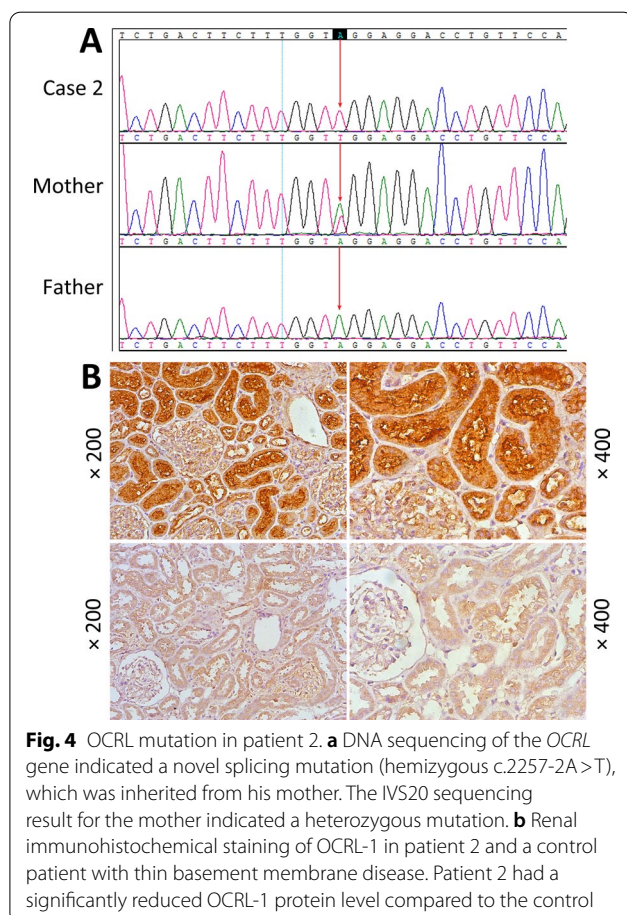 A
T C T G A C T T C T T T G G T A G G A G G A C C T G T T C C A
Case 2
T C T G A C T T C T T T G G T T G G A G G A C C T G T T C C A
Mother
T C T G A C T T C T T T G G T A G G A G G A C C T G T T C C A
Father
T C T G A C T T C T T T G G T A G G A G G A C C T G T T C C A
B
× 200
× 400
× 200
× 400
Fig. 4 OCRL mutation in patient 2. a DNA sequencing of the OCRL
gene indicated a novel splicing mutation (hemizygous c.2257-2A>T),
which was inherited from his mother. The IVS20 sequencing
result for the mother indicated a heterozygous mutation. b Renal
immunohistochemical staining of OCRL-1 in patient 2 and a control
patient with thin basement membrane disease. Patient 2 had a
significantly reduced OCRL-1 protein level compared to the control